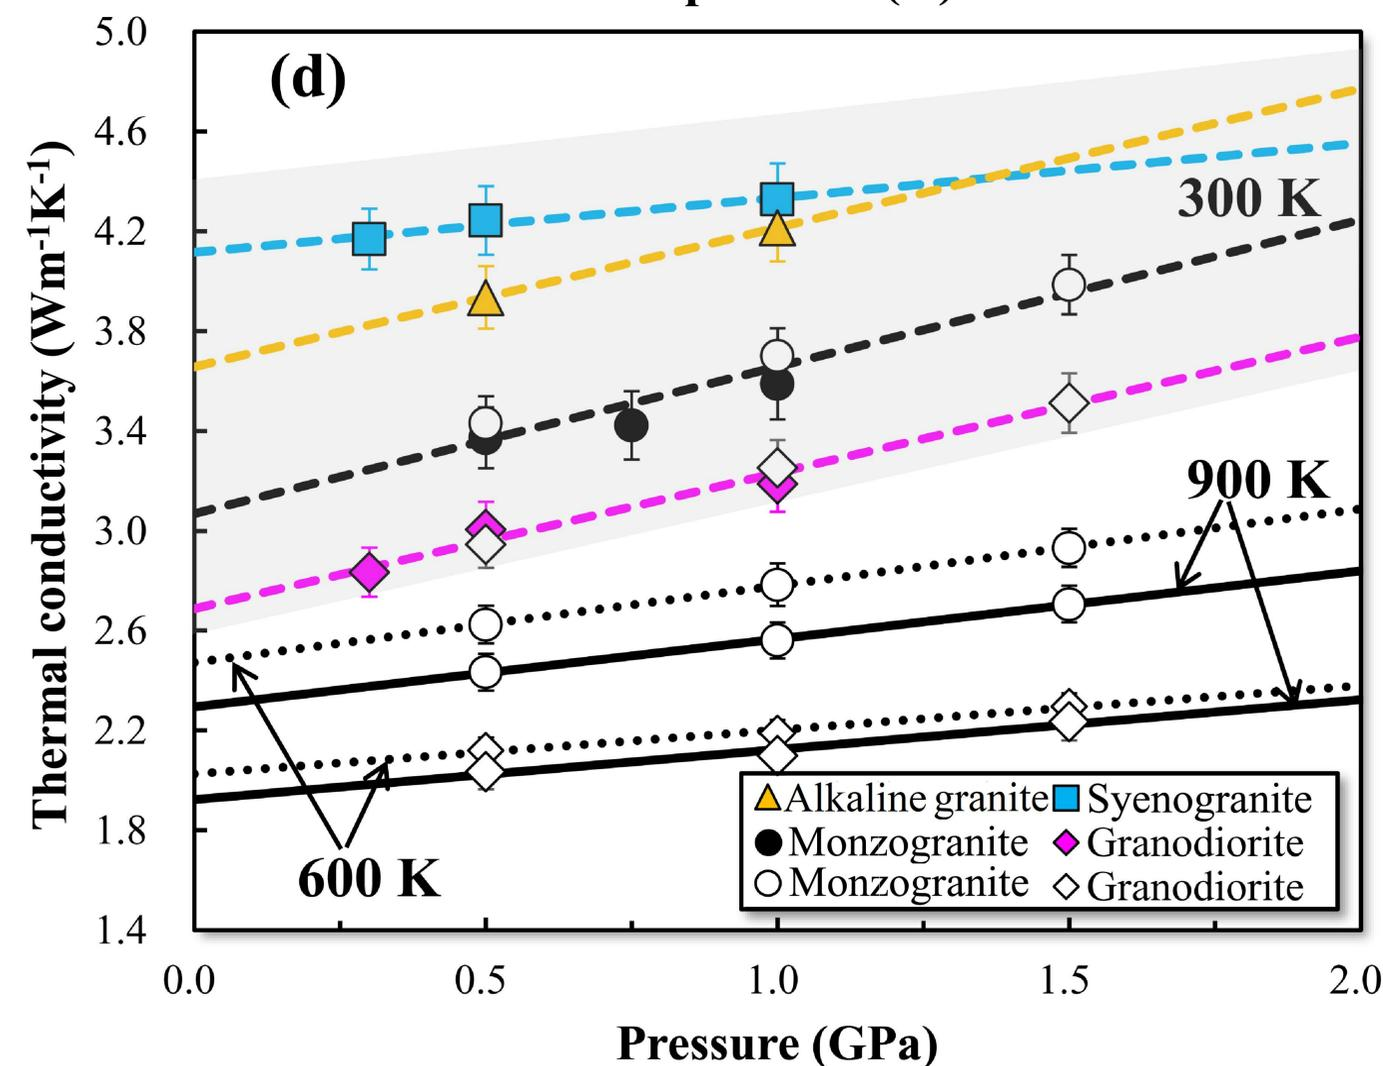 (d)
5.0
4.6
4.2
3.8
3.4
3.0
2.6
2.2
1.8
1.4
Thermal conductivity (Wm-1K-1)
300 K
900 K
600 K
Alkaline granite Syenogranite
Monzogranite Granodiorite
Monzogranite Granodiorite
0.0 0.5 1.0 1.5 2.0
Pressure (GPa)